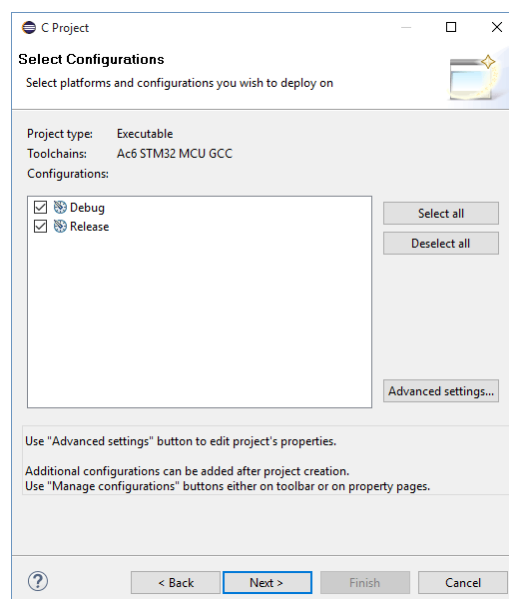 C Project
Select Configurations
Select platforms and configurations you wish to deploy on
Project type: Executable
Toolchains: Ac6 STM32 MCU GCC
Configurations:
Debug
Release
Select all
Deselect all
Advanced settings...
Use "Advanced settings" button to edit project's properties.
Additional configurations can be added after project creation.
Use "Manage configurations" buttons either on toolbar or on property pages.
? < Back Next > Finish Cancel